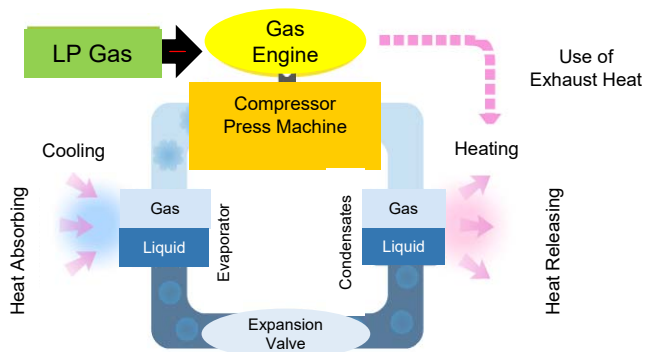 LP Gas
Gas
Engine
Use of
Exhaust Heat
Compressor
Press Machine
Cooling
Heating
Heat Absorbing
Gas
Liquid
Evaporator
Condensates
Gas
Liquid
Heat Releasing
Expansion
Valve